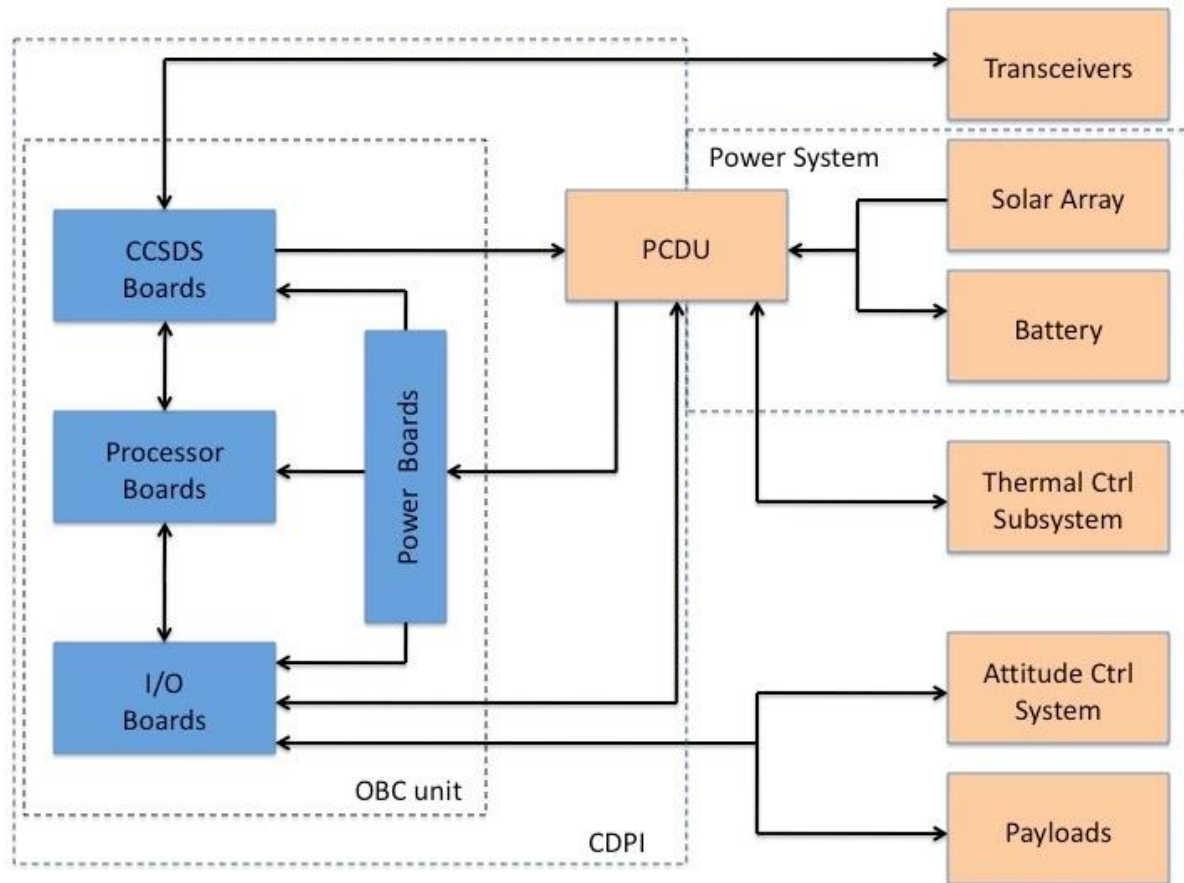 Transceivers
Power System
Solar Array
CCSDS
Boards
PCDU
Battery
Processor
Boards
Power Boards
Thermal Ctrl
Subsystem
I/O
Boards
Attitude Ctrl
System
OBC unit
Payloads
CDPI